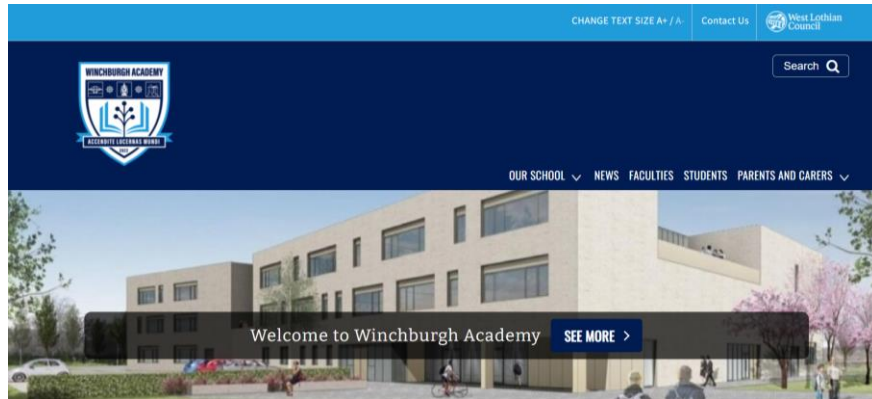 CHANGE TEXT SIZE A+ / A-
Contact Us
West Lothian
Council
WINCHBURGH ACADEMY
ACCENDITE LUCERNAS MUNDI
Search
OUR SCHOOL
NEWS
FACULTIES
STUDENTS
PARENTS AND CARERS
Welcome to Winchburgh Academy
SEE MORE >